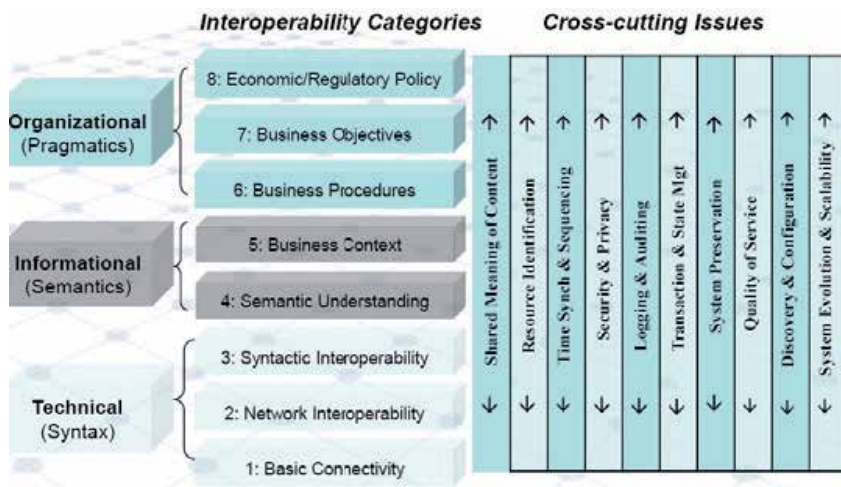 Interoperability Categories
Cross-cutting Issues
Organizational
(Pragmatics)
8: Economic/Regulatory Policy
7: Business Objectives
6: Business Procedures
Informational
(Semantics)
5: Business Context
4: Semantic Understanding
Technical
(Syntax)
3: Syntactic Interoperability
2: Network Interoperability
1: Basic Connectivity
Shared Meaning of Content
Resource Identification
Time Synch & Sequencing
Security & Privacy
Logging & Auditing
Transaction & State Mgt
System Preservation
Quality of Service
Discovery & Configuration
System Evolution & Scalability